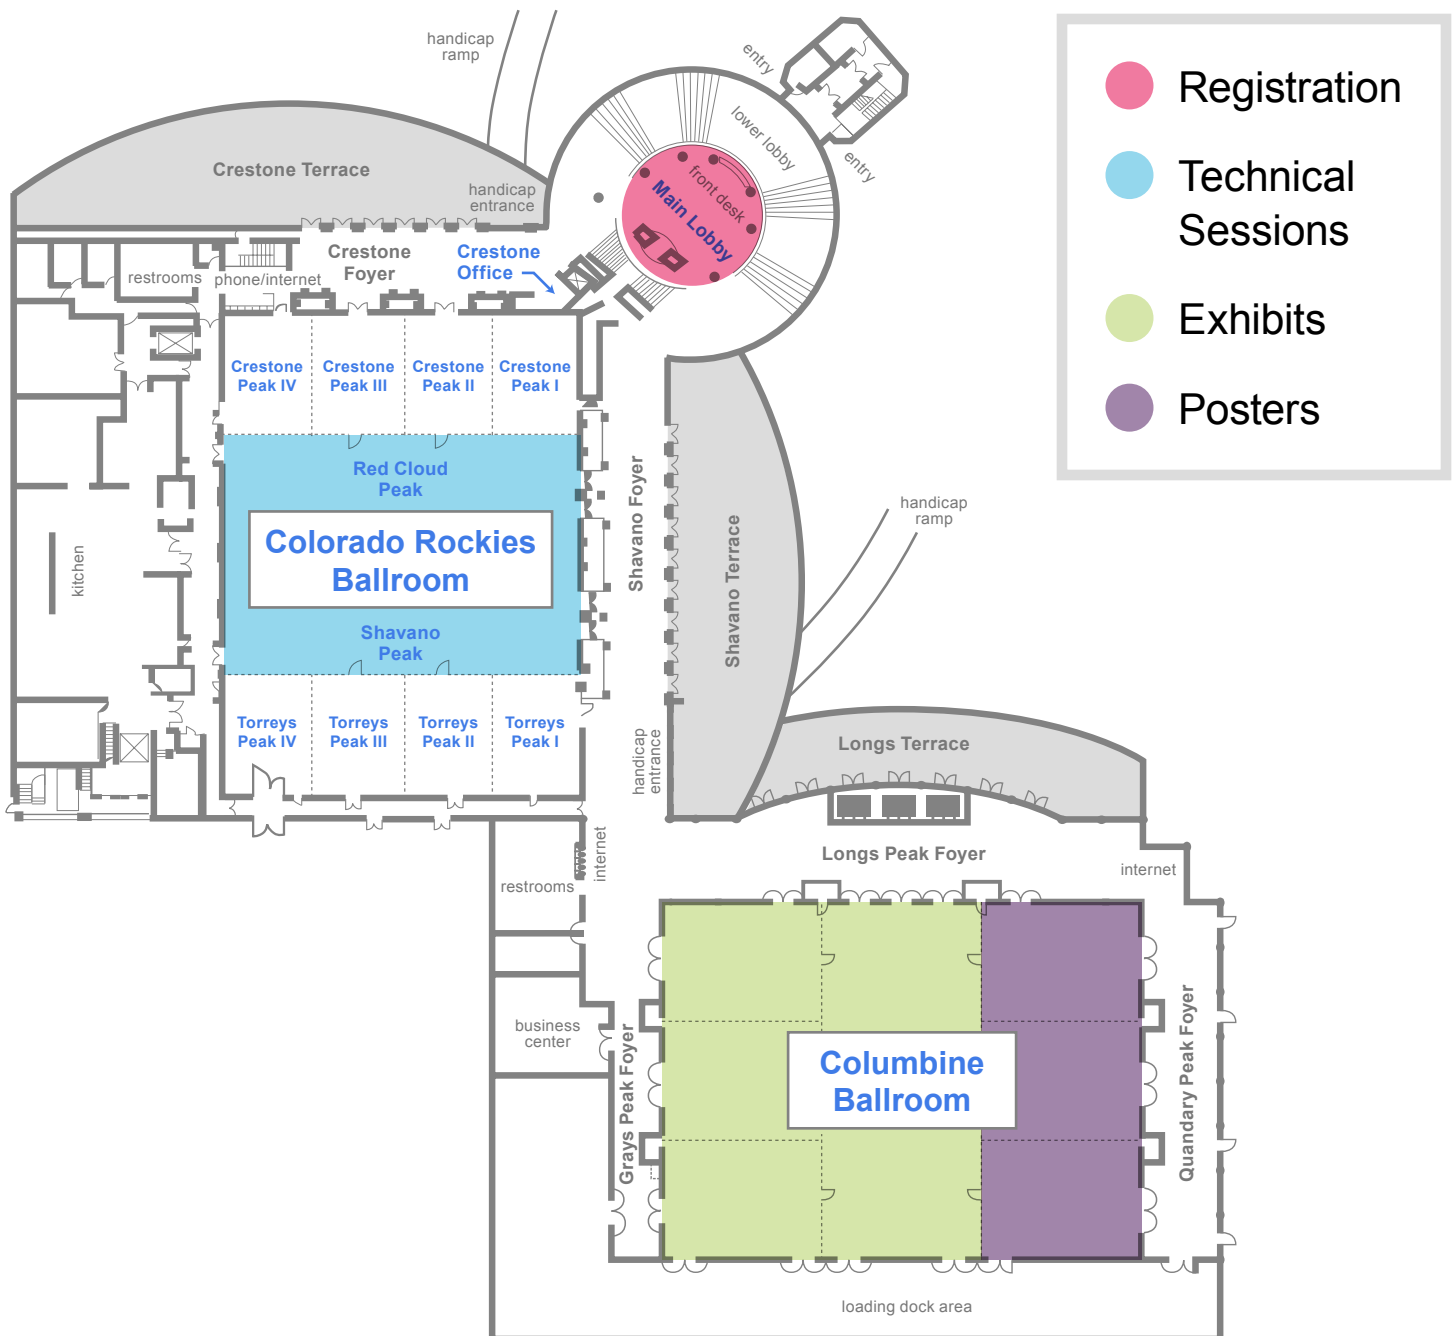 handicap
ramp
entry
lower lobby
entry
Crestone Terrace
handicap
entrance
front desk
Main Lobby
Registration
Technical
Sessions
Exhibits
Posters
restrooms
phone/internet
Crestone
Foyer
Crestone
Office
Crestone
Peak IV
Crestone
Peak III
Crestone
Peak II
Crestone
Peak I
Red Cloud
Peak
Colorado Rockies
Ballroom
Shavano
Peak
kitchen
Shavano Foyer
Shavano Terrace
handicap
ramp
Torreys
Peak IV
Torreys
Peak III
Torreys
Peak II
Torreys
Peak I
handicap
entrance
Longs Terrace
Longs Peak Foyer
internet
internet
restrooms
business
center
Grays Peak Foyer
Columbine
Ballroom
Quandary Peak Foyer
loading dock area